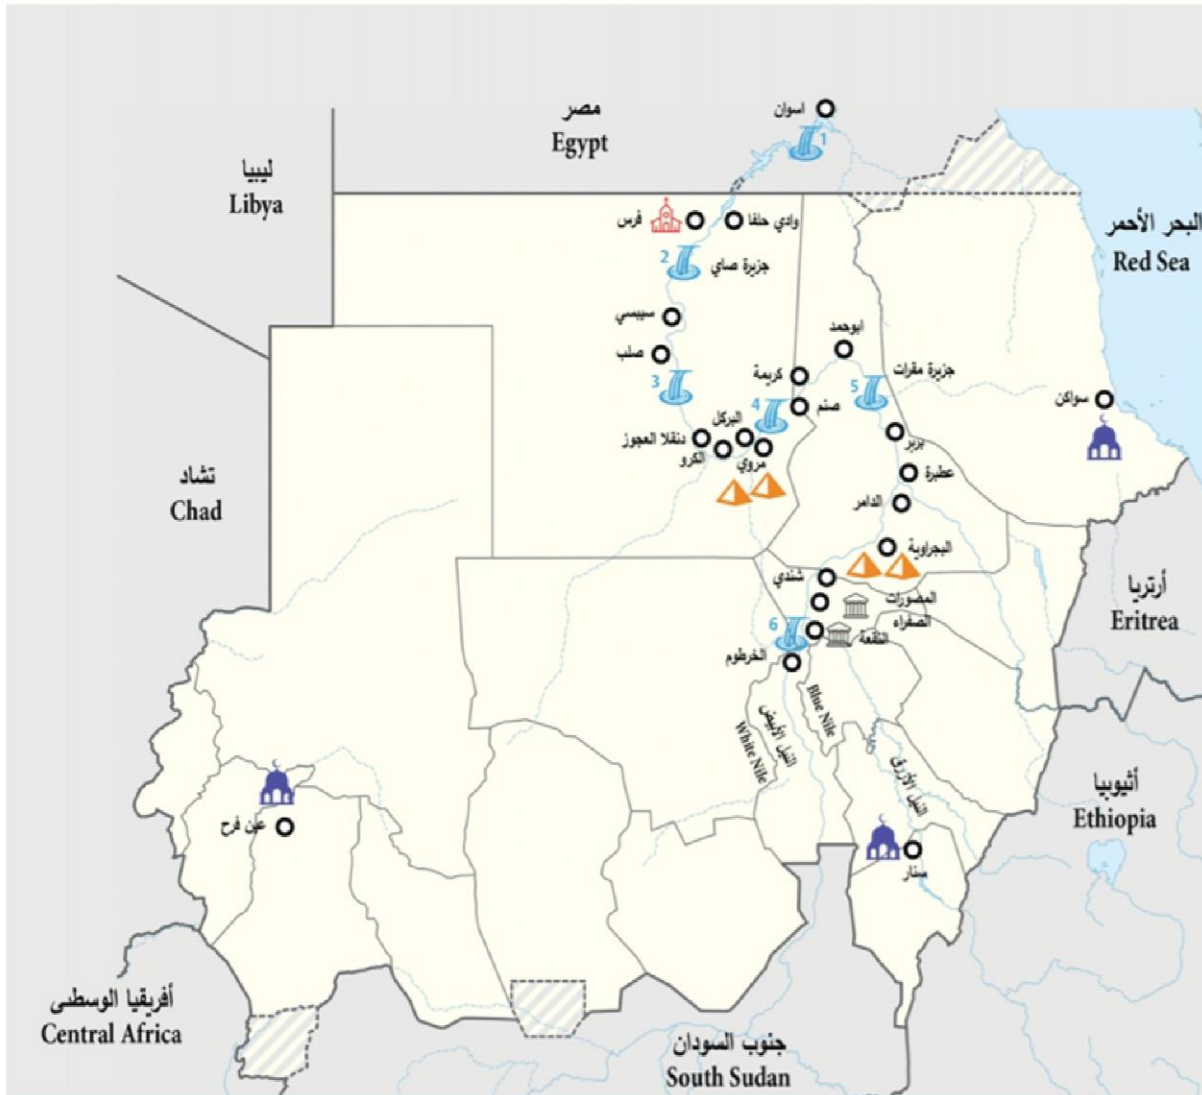 مصر
Egypt
اسوان
1
ليبيا
Libya
البحر الأحمر
Red Sea
فرس
وادي حلفا
2
جزيرة صاي
سيبسي
ابوحمد
صلب
كريمة
جزيرة مقرات
3
4
5
صنم
سواكن
البركل
دنقلا العجوز
الكرو
مروي
بربر
عطبرة
الدامر
تشاد
Chad
البجراوية
شندي
المصورات
الصفراء
6
النقعة
الخرطوم
أرتريا
Eritrea
النيل الأبيض
White Nile
Blue Nile
النيل الأزرق
أثيوبيا
Ethiopia
عين فرح
سنار
أفريقيا الوسطى
Central Africa
جنوب السودان
South Sudan